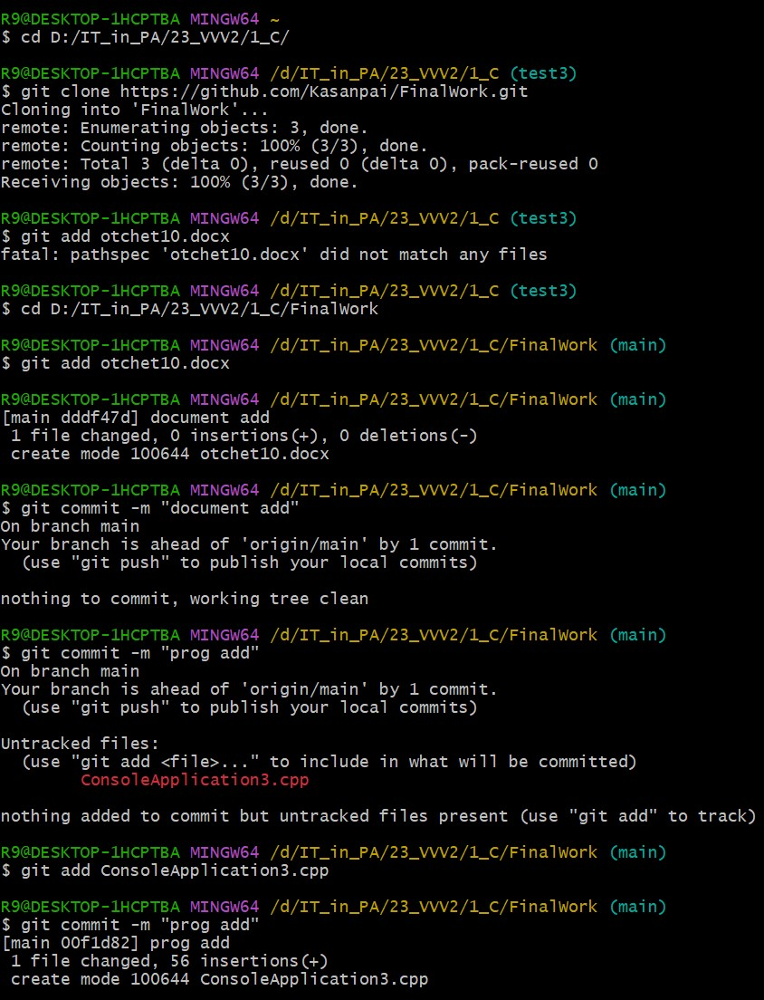 R9@DESKTOP-1HCPTBA MINGW64 ~
$ cd D:/IT_in_PA/23_VVV2/1_C/
R9@DESKTOP-1HCPTBA MINGW64 /d/IT_in_PA/23_VVV2/1_C (test3)
$ git clone https://github.com/Kasanpai/FinalWork.git
Cloning into 'FinalWork'...
remote: Enumerating objects: 3, done.
remote: Counting objects: 100% (3/3), done.
remote: Total 3 (delta 0), reused 0 (delta 0), pack-reused 0
Receiving objects: 100% (3/3), done.
R9@DESKTOP-1HCPTBA MINGW64 /d/IT_in_PA/23_VVV2/1_C (test3)
$ git add otchet10.docx
fatal: pathspec 'otchet10.docx' did not match any files
R9@DESKTOP-1HCPTBA MINGW64 /d/IT_in_PA/23_VVV2/1_C (test3)
$ cd D:/IT_in_PA/23_VVV2/1_C/FinalWork
R9@DESKTOP-1HCPTBA MINGW64 /d/IT_in_PA/23_VVV2/1_C/FinalWork (main)
$ git add otchet10.docx
R9@DESKTOP-1HCPTBA MINGW64 /d/IT_in_PA/23_VVV2/1_C/FinalWork (main)
[main dddf47d] document add
1 file changed, 0 insertions(+), 0 deletions(-)
create mode 100644 otchet10.docx
R9@DESKTOP-1HCPTBA MINGW64 /d/IT_in_PA/23_VVV2/1_C/FinalWork (main)
$ git commit -m "document add"
On branch main
Your branch is ahead of 'origin/main' by 1 commit.
(use "git push" to publish your local commits)
nothing to commit, working tree clean
R9@DESKTOP-1HCPTBA MINGW64 /d/IT_in_PA/23_VVV2/1_C/FinalWork (main)
$ git commit -m "prog add"
On branch main
Your branch is ahead of 'origin/main' by 1 commit.
(use "git push" to publish your local commits)
Untracked files:
(use "git add <file>..." to include in what will be committed)
ConsoleApplication3.cpp
nothing added to commit but untracked files present (use "git add" to track)
R9@DESKTOP-1HCPTBA MINGW64 /d/IT_in_PA/23_VVV2/1_C/FinalWork (main)
$ git add ConsoleApplication3.cpp
R9@DESKTOP-1HCPTBA MINGW64 /d/IT_in_PA/23_VVV2/1_C/FinalWork (main)
$ git commit -m "prog add"
[main 00f1d82] prog add
1 file changed, 56 insertions(+)
create mode 100644 ConsoleApplication3.cpp